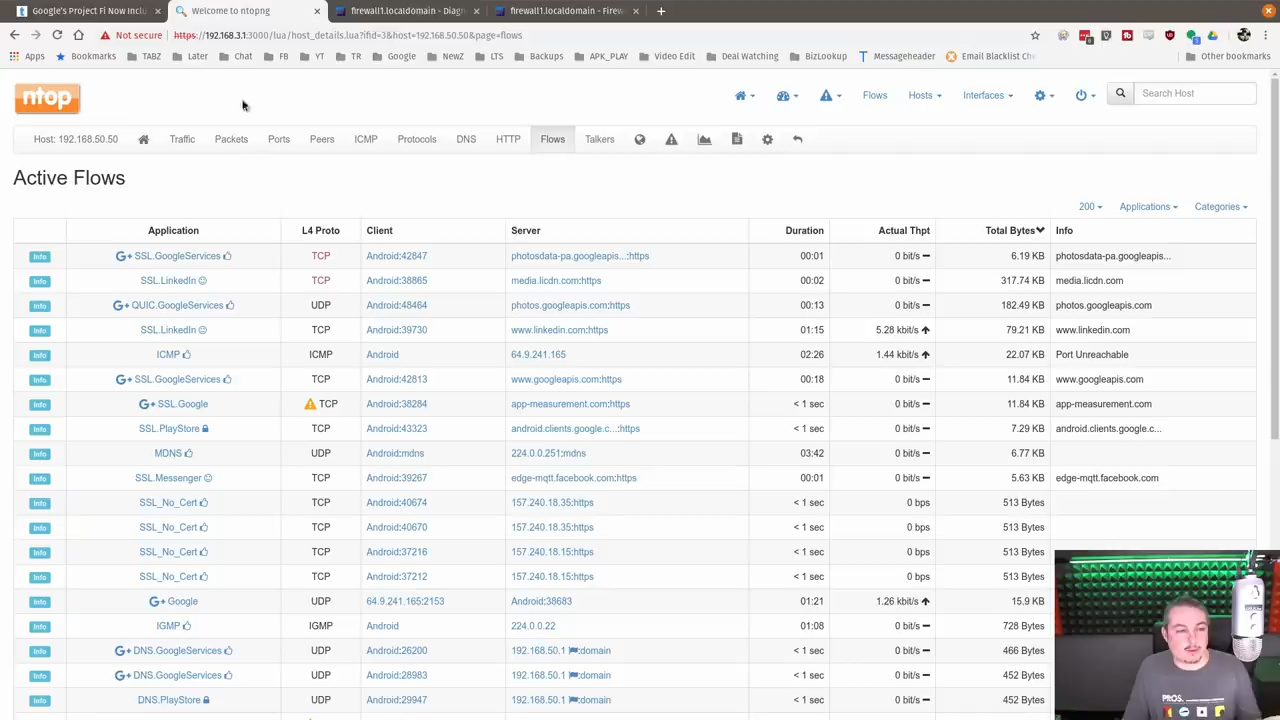 Google's Project Fi Now Inclu
Welcome to ntopng
firewall1.localdomain - Diagn
firewall1.localdomain - Firew
Not secure https://192.168.3.1:3000/lua/host_details.lua?ifid=3&host=192.168.50.50&page=flows
Apps Bookmarks TABZ Later Chat FB YT TR Google NewZ LTS Backups APK_PLAY Video Edit Deal Watching BizLookup Messageheader Email Blacklist Che Other bookmarks
ntop
Flows Hosts Interfaces Search Host
Host: 192.168.50.50 Traffic Packets Ports Peers ICMP Protocols DNS HTTP Flows Talkers
Active Flows
200 Applications Categories
Application L4 Proto Client Server Duration Actual Thpt Total Bytes Info
Info G+ SSL.GoogleServices TCP Android:42847 photosdata-pa.googleapis...:https 00:01 0 bit/s 6.19 KB photosdata-pa.googleapis...
Info SSL.LinkedIn TCP Android:38865 media.licdn.com:https 00:02 0 bit/s 317.74 KB media.licdn.com
Info G+ QUIC.GoogleServices UDP Android:48464 photos.googleapis.com:https 00:13 0 bit/s 182.49 KB photos.googleapis.com
Info SSL.LinkedIn TCP Android:39730 www.linkedin.com:https 01:15 5.28 kbit/s 79.21 KB www.linkedin.com
Info ICMP ICMP Android 64.9.241.165 02:26 1.44 kbit/s 22.07 KB Port Unreachable
Info G+ SSL.GoogleServices TCP Android:42813 www.googleapis.com:https 00:18 0 bit/s 11.84 KB www.googleapis.com
Info G+ SSL.Google TCP Android:38284 app-measurement.com:https < 1 sec 0 bit/s 11.84 KB app-measurement.com
Info SSL.PlayStore TCP Android:43323 android.clients.google.c...:https < 1 sec 0 bit/s 7.29 KB android.clients.google.c...
Info MDNS UDP Android:mdns 224.0.0.251:mdns 03:42 0 bit/s 6.77 KB
Info SSL.Messenger TCP Android:39267 edge-mqtt.facebook.com:https 00:01 0 bit/s 5.63 KB edge-mqtt.facebook.com
Info SSL_No_Cert TCP Android:40674 157.240.18.35:https < 1 sec 0 bps 513 Bytes
Info SSL_No_Cert TCP Android:40670 157.240.18.35:https < 1 sec 0 bps 513 Bytes
Info SSL_No_Cert TCP Android:37216 157.240.18.15:https < 1 sec 0 bps 513 Bytes
Info SSL_No_Cert TCP Android:37212 157.240.18.15:https < 1 sec 0 bps 513 Bytes
Info G+ Google UDP 64.9.241.165:2153 Android:38683 01:21 1.26 kbit/s 15.9 KB
Info IGMP IGMP Android 224.0.0.22 01:08 0 bit/s 728 Bytes
Info G+ DNS.GoogleServices UDP Android:26200 192.168.50.1 :domain < 1 sec 0 bit/s 466 Bytes
Info G+ DNS.GoogleServices UDP Android:28983 192.168.50.1 :domain < 1 sec 0 bit/s 452 Bytes
Info DNS.PlayStore UDP Android:29947 192.168.50.1 :domain < 1 sec 0 bit/s 452 Bytes
PROS.